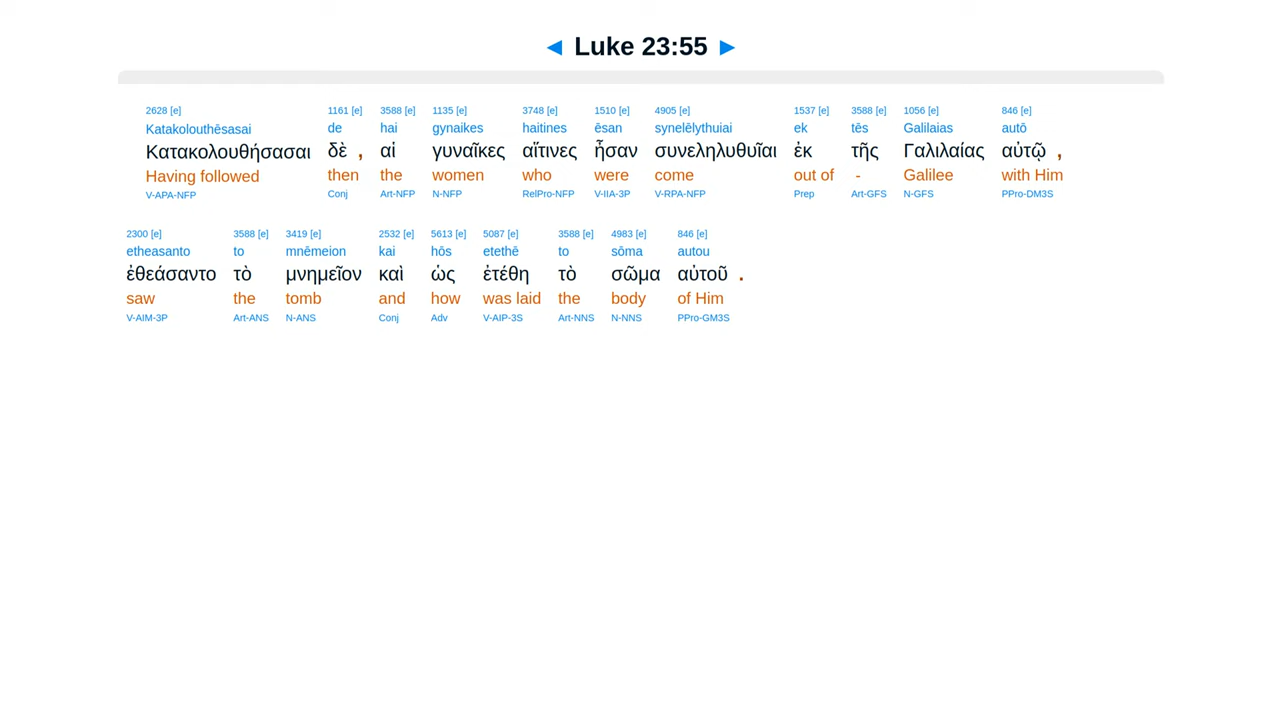 ◄ Luke 23:55 ►
2628 [e] 1161 [e] 3588 [e] 1135 [e] 3748 [e] 1510 [e] 4905 [e] 1537 [e] 3588 [e] 1056 [e] 846 [e]
Katakolouthēsasai de hai gynaikes haitines ēsan synelēlythuiai ek tēs Galilaias autō
Κατακολουθήσασαι δὲ , αἱ γυναῖκες αἵτινες ἦσαν συνεληλυθυῖαι ἐκ τῆς Γαλιλαίας αὐτῷ ,
Having followed then the women who were come out of - Galilee with Him
V-APA-NFP Conj Art-NFP N-NFP RelPro-NFP V-IIA-3P V-RPA-NFP Prep Art-GFS N-GFS PPro-DM3S
2300 [e] 3588 [e] 3419 [e] 2532 [e] 5613 [e] 5087 [e] 3588 [e] 4983 [e] 846 [e]
etheasanto to mnēmeion kai hōs etethē to sōma autou
ἐθεάσαντο τὸ μνημεῖον καὶ ὡς ἐτέθη τὸ σῶμα αὐτοῦ .
saw the tomb and how was laid the body of Him
V-AIM-3P Art-ANS N-ANS Conj Adv V-AIP-3S Art-NNS N-NNS PPro-GM3S